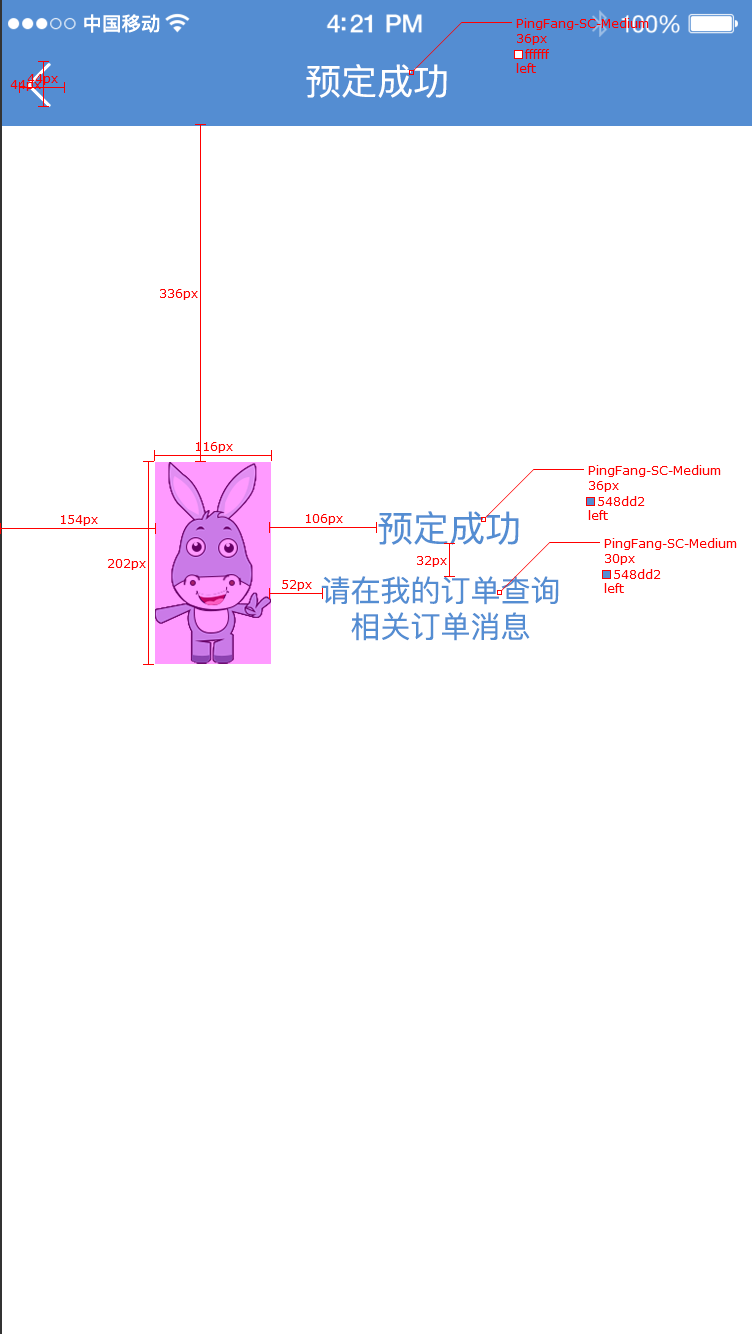 中国移动
4:21 PM
100%
PingFang-SC-Medium
36px
ffffff
left
44px
44px
预定成功
336px
116px
154px
202px
106px
预定成功
PingFang-SC-Medium
36px
548dd2
left
32px
52px
请在我的订单查询
相关订单消息
PingFang-SC-Medium
30px
548dd2
left